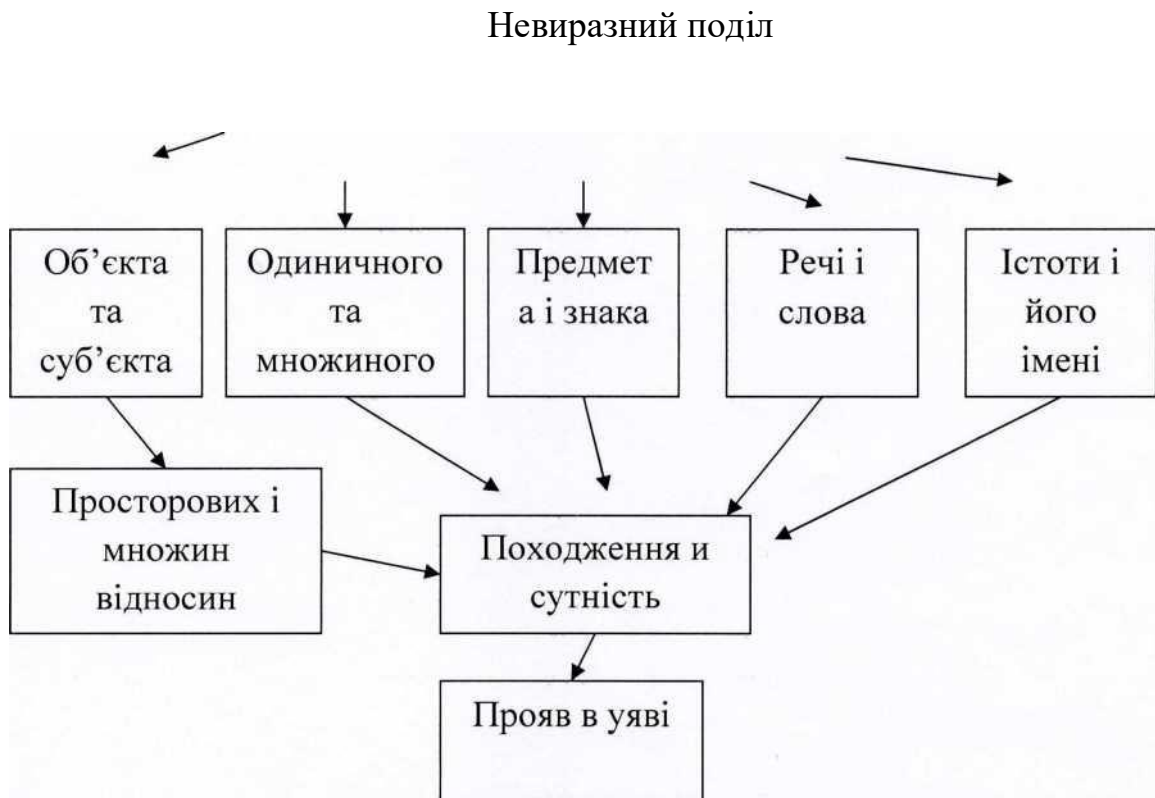 Невиразний поділ
Об’єкта
та
суб’єкта
Одиничного
та
множиного
Предмет
а і знака
Речі і
слова
Істоти і
його
імені
Просторових і
множин
відносин
Походження и
сутність
Прояв в уяві